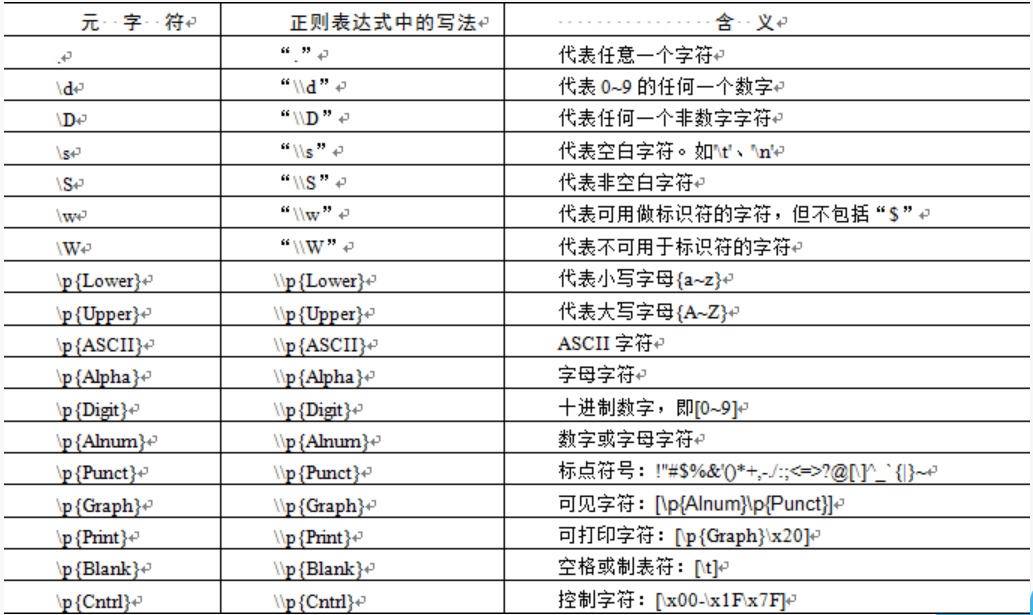 元 字 符 正则表达式中的写法 含 义
. “.” 代表任意一个字符
\d “\\d” 代表 0~9 的任何一个数字
\D “\\D” 代表任何一个非数字字符
\s “\\s” 代表空白字符。如'\t'、'\n'
\S “\\S” 代表非空白字符
\w “\\w” 代表可用做标识符的字符，但不包括“$”
\W “\\W” 代表不可用于标识符的字符
\p{Lower} \\p{Lower} 代表小写字母{a~z}
\p{Upper} \\p{Upper} 代表大写字母{A~Z}
\p{ASCII} \\p{ASCII} ASCII 字符
\p{Alpha} \\p{Alpha} 字母字符
\p{Digit} \\p{Digit} 十进制数字，即[0~9]
\p{Alnum} \\p{Alnum} 数字或字母字符
\p{Punct} \\p{Punct} 标点符号：!"#$%&'()*+,-./:;<=>?@[\]^_`{|}~
\p{Graph} \\p{Graph} 可见字符：[\p{Alnum}\p{Punct}]
\p{Print} \\p{Print} 可打印字符：[\p{Graph}\x20]
\p{Blank} \\p{Blank} 空格或制表符：[\t]
\p{Cntrl} \\p{Cntrl} 控制字符：[\x00-\x1F\x7F]